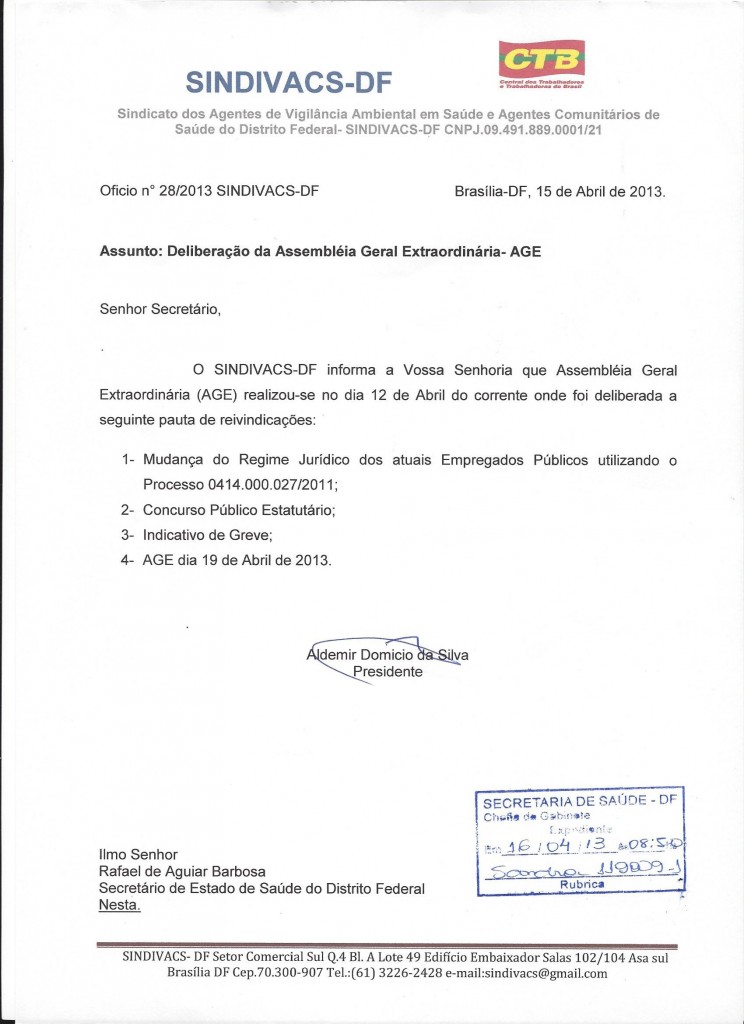 SINDIVACS-DF
CTB
Central dos Trabalhadores
e Trabalhadoras do Brasil
Sindicato dos Agentes de Vigilância Ambiental em Saúde e Agentes Comunitários de
Saúde do Distrito Federal- SINDIVACS-DF CNPJ.09.491.889.0001/21
Oficio n° 28/2013 SINDIVACS-DF
Brasília-DF, 15 de Abril de 2013.
Assunto: Deliberação da Assembléia Geral Extraordinária- AGE
Senhor Secretário,
O SINDIVACS-DF informa a Vossa Senhoria que Assembléia Geral
Extraordinária (AGE) realizou-se no dia 12 de Abril do corrente onde foi deliberada a
seguinte pauta de reivindicações:
1- Mudança do Regime Jurídico dos atuais Empregados Públicos utilizando o
Processo 0414.000.027/2011;
2- Concurso Público Estatutário;
3- Indicativo de Greve;
4- AGE dia 19 de Abril de 2013.
Aldemir Domicio da Silva
Presidente
SECRETARIA DE SAÚDE - DF
Chefia de Gabinete
Expediente
Em 16/04/13 às 08:50
Sandra
Rubrica
Ilmo Senhor
Rafael de Aguiar Barbosa
Secretário de Estado de Saúde do Distrito Federal
Nesta.
SINDIVACS- DF Setor Comercial Sul Q.4 Bl. A Lote 49 Edifício Embaixador Salas 102/104 Asa sul
Brasília DF Cep.70.300-907 Tel.:(61) 3226-2428 e-mail:sindivacs@gmail.com